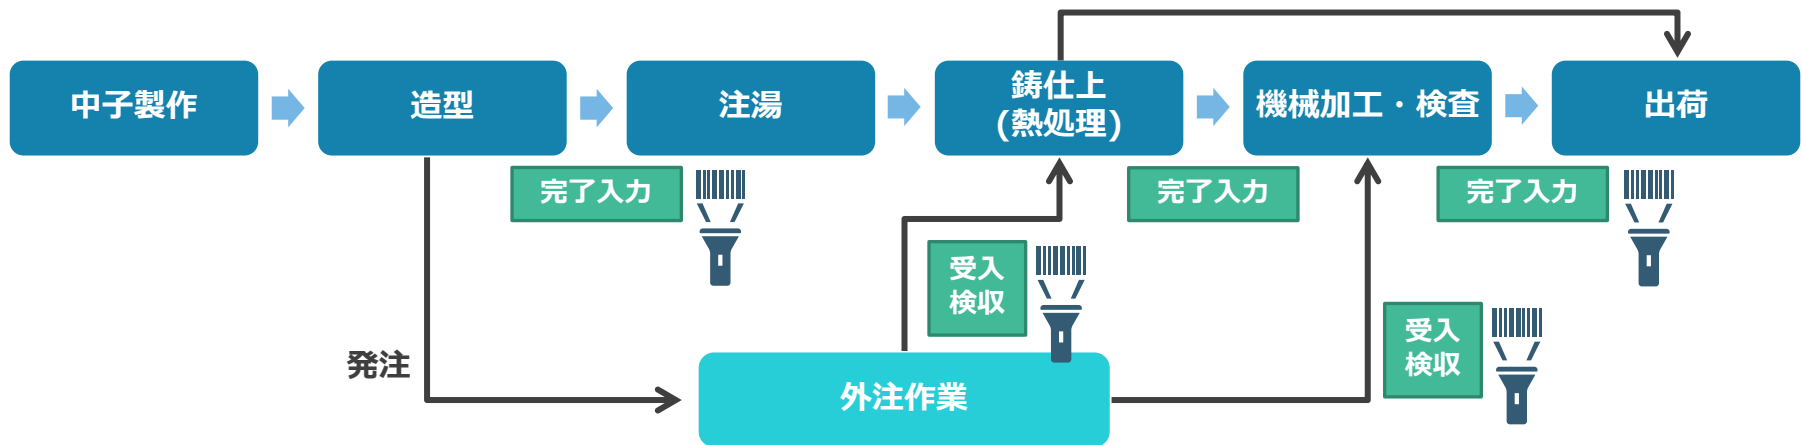 中子製作
造型
注湯
鋳仕上
（熱処理）
機械加工・検査
出荷
完了入力
完了入力
完了入力
受入
検収
受入
検収
発注
外注作業